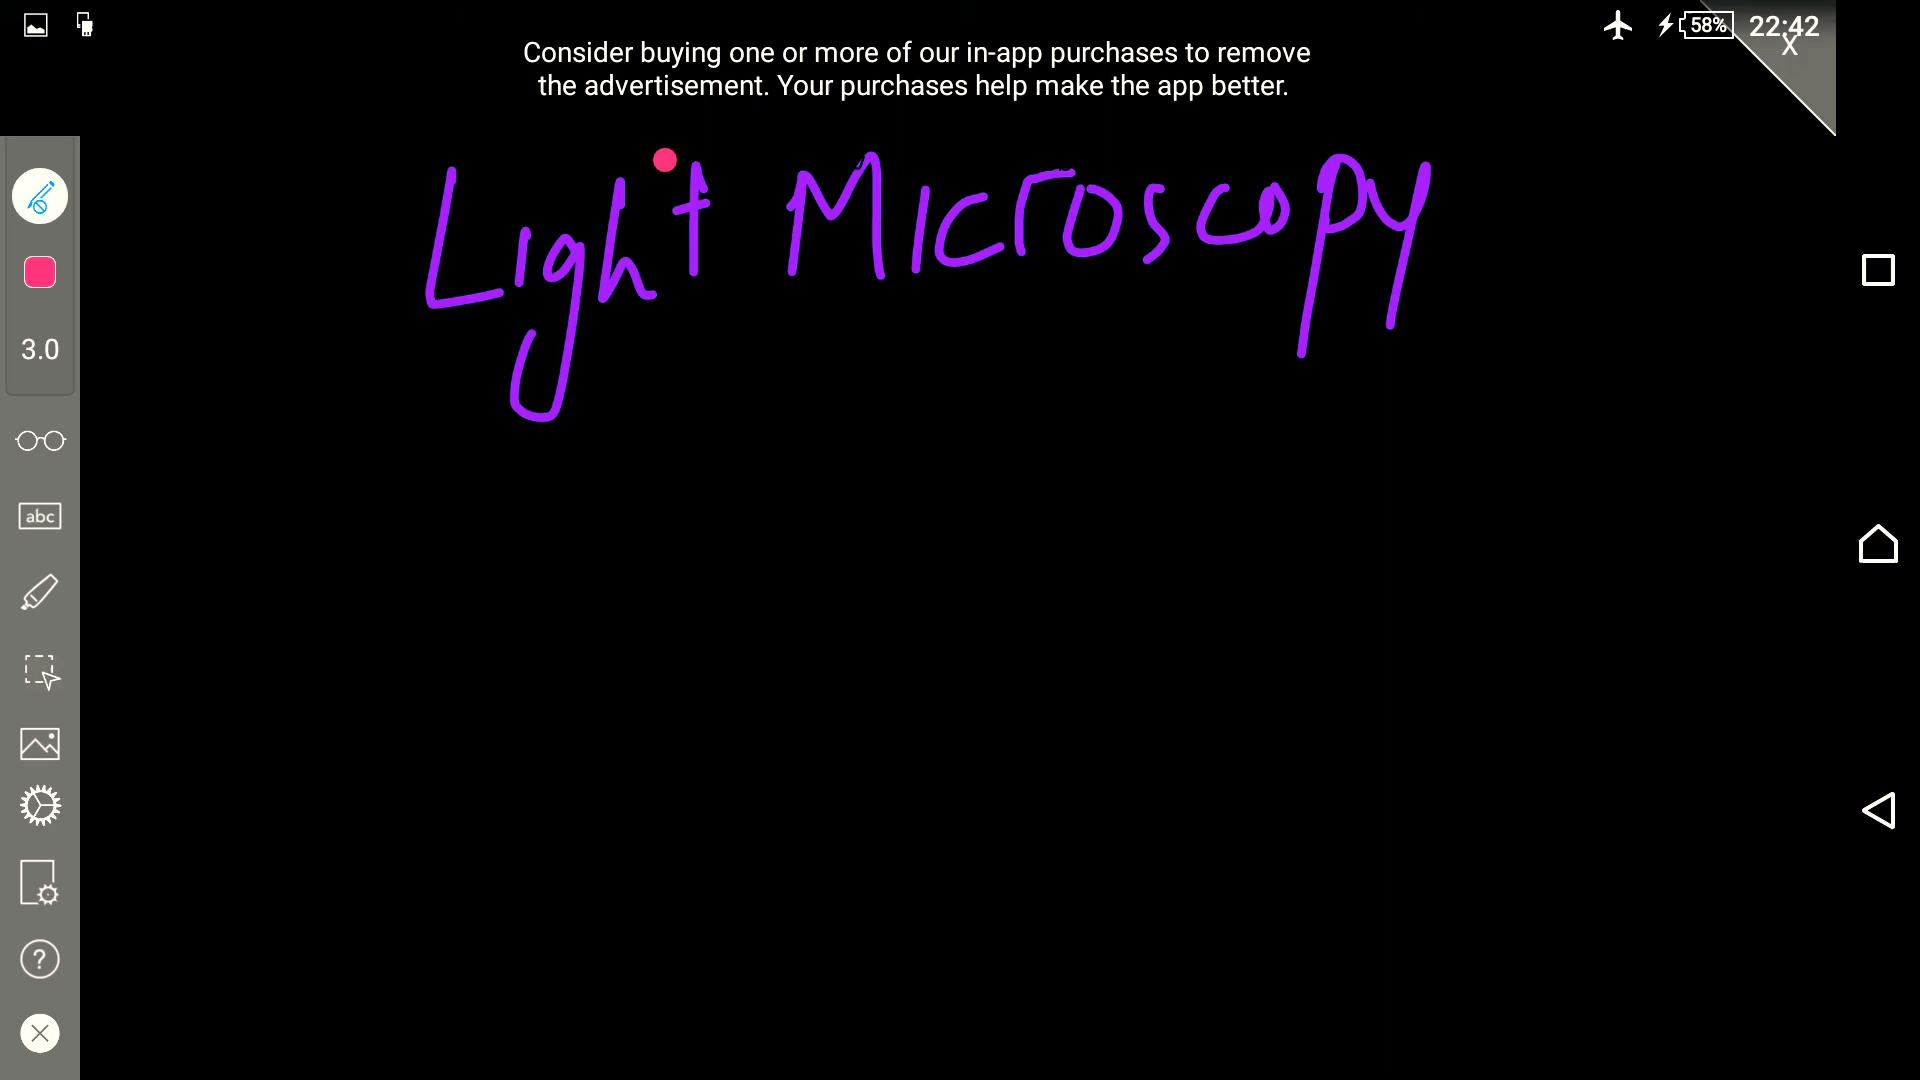 58% 22:42
X
Consider buying one or more of our in-app purchases to remove
the advertisement. Your purchases help make the app better.
Light Microscopy
3.0
abc
?